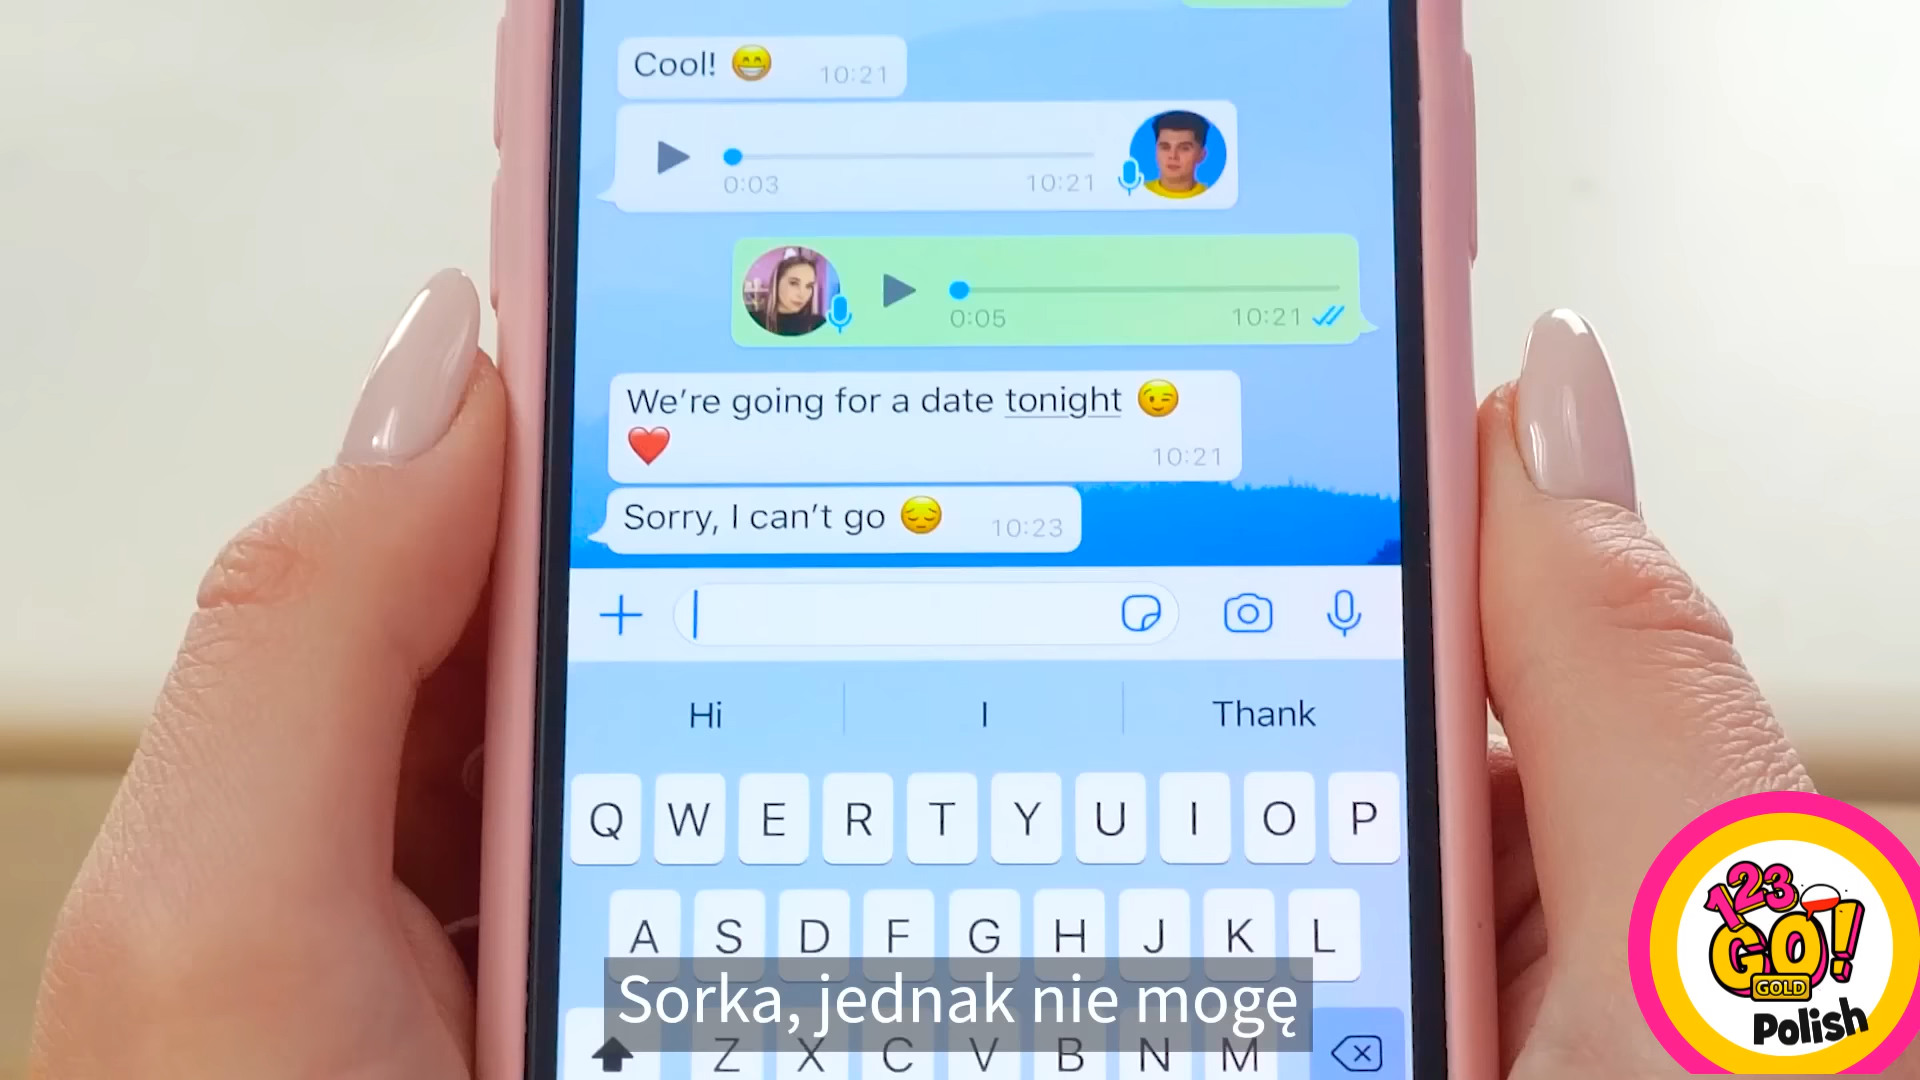 Cool! 😁 10:21
0:03 10:21
0:05 10:21
We're going for a date tonight 😉
❤️ 10:21
Sorry, I can't go 😔 10:23
Hi I Thank
Q W E R T Y U I O P
A S D F G H J K L
Sorka, jednak nie mogę
Z X C V B N M
123
GO!
GOLD
Polish